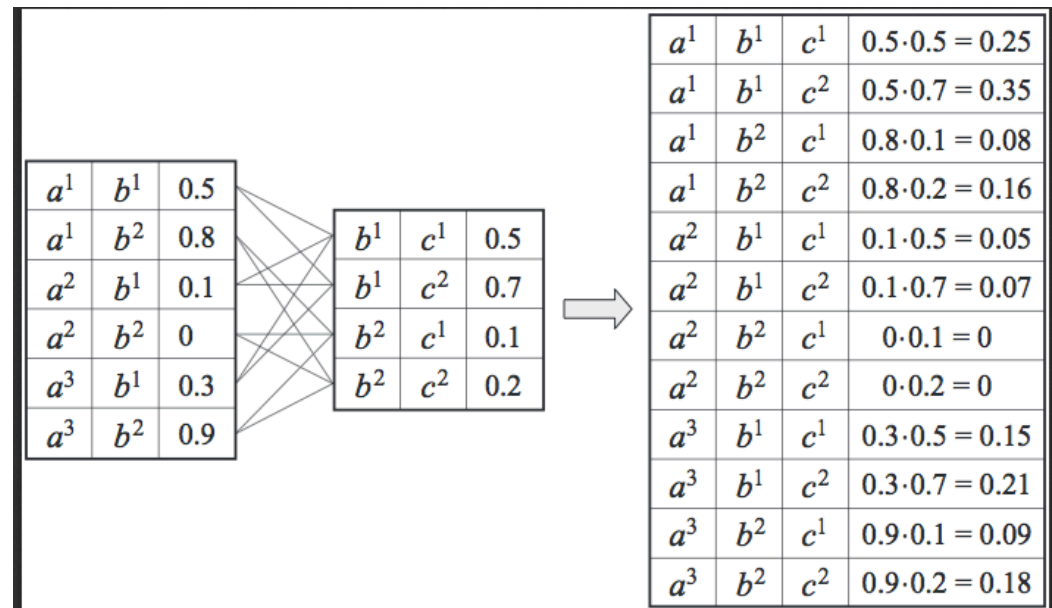 a¹ b¹ 0.5
a¹ b² 0.8
a² b¹ 0.1
a² b² 0
a³ b¹ 0.3
a³ b² 0.9
b¹ c¹ 0.5
b¹ c² 0.7
b² c¹ 0.1
b² c² 0.2
a¹ b¹ c¹ 0.5·0.5 = 0.25
a¹ b¹ c² 0.5·0.7 = 0.35
a¹ b² c¹ 0.8·0.1 = 0.08
a¹ b² c² 0.8·0.2 = 0.16
a² b¹ c¹ 0.1·0.5 = 0.05
a² b¹ c² 0.1·0.7 = 0.07
a² b² c¹ 0·0.1 = 0
a² b² c² 0·0.2 = 0
a³ b¹ c¹ 0.3·0.5 = 0.15
a³ b¹ c² 0.3·0.7 = 0.21
a³ b² c¹ 0.9·0.1 = 0.09
a³ b² c² 0.9·0.2 = 0.18